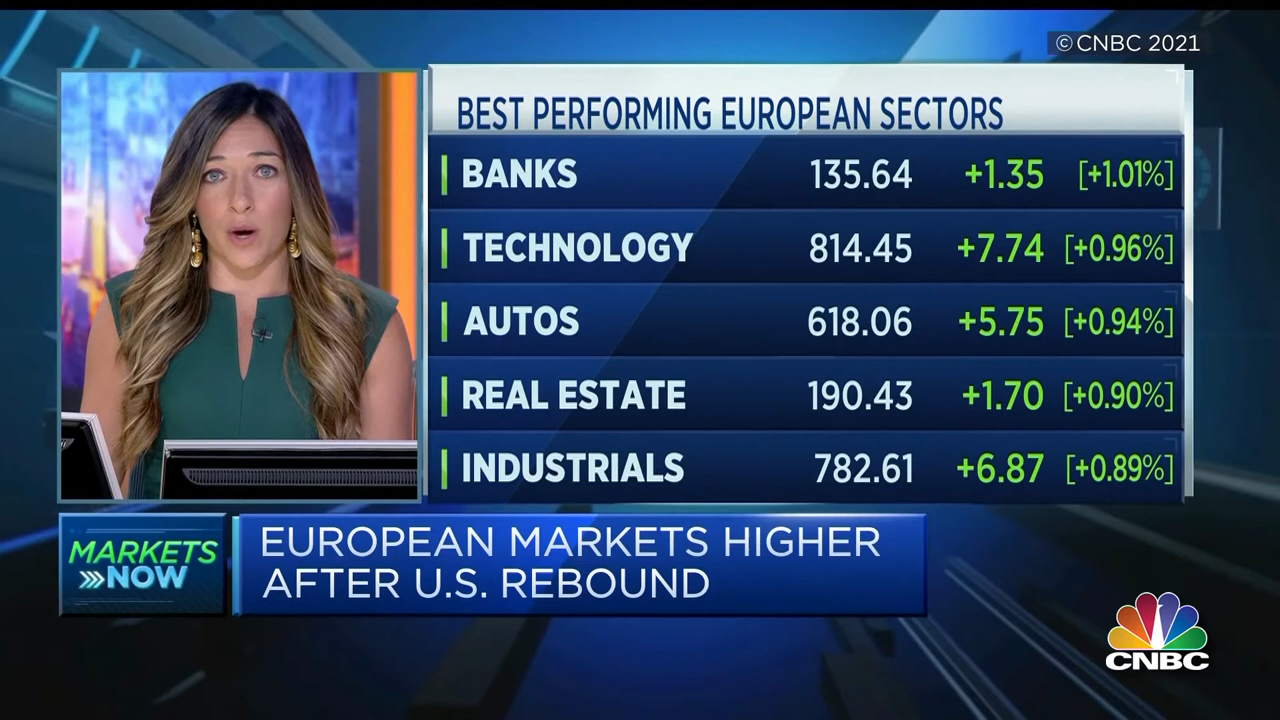 © CNBC 2021
BEST PERFORMING EUROPEAN SECTORS
BANKS 135.64 +1.35 [+1.01%]
TECHNOLOGY 814.45 +7.74 [+0.96%]
AUTOS 618.06 +5.75 [+0.94%]
REAL ESTATE 190.43 +1.70 [+0.90%]
INDUSTRIALS 782.61 +6.87 [+0.89%]
MARKETS
NOW
EUROPEAN MARKETS HIGHER
AFTER U.S. REBOUND
CNBC